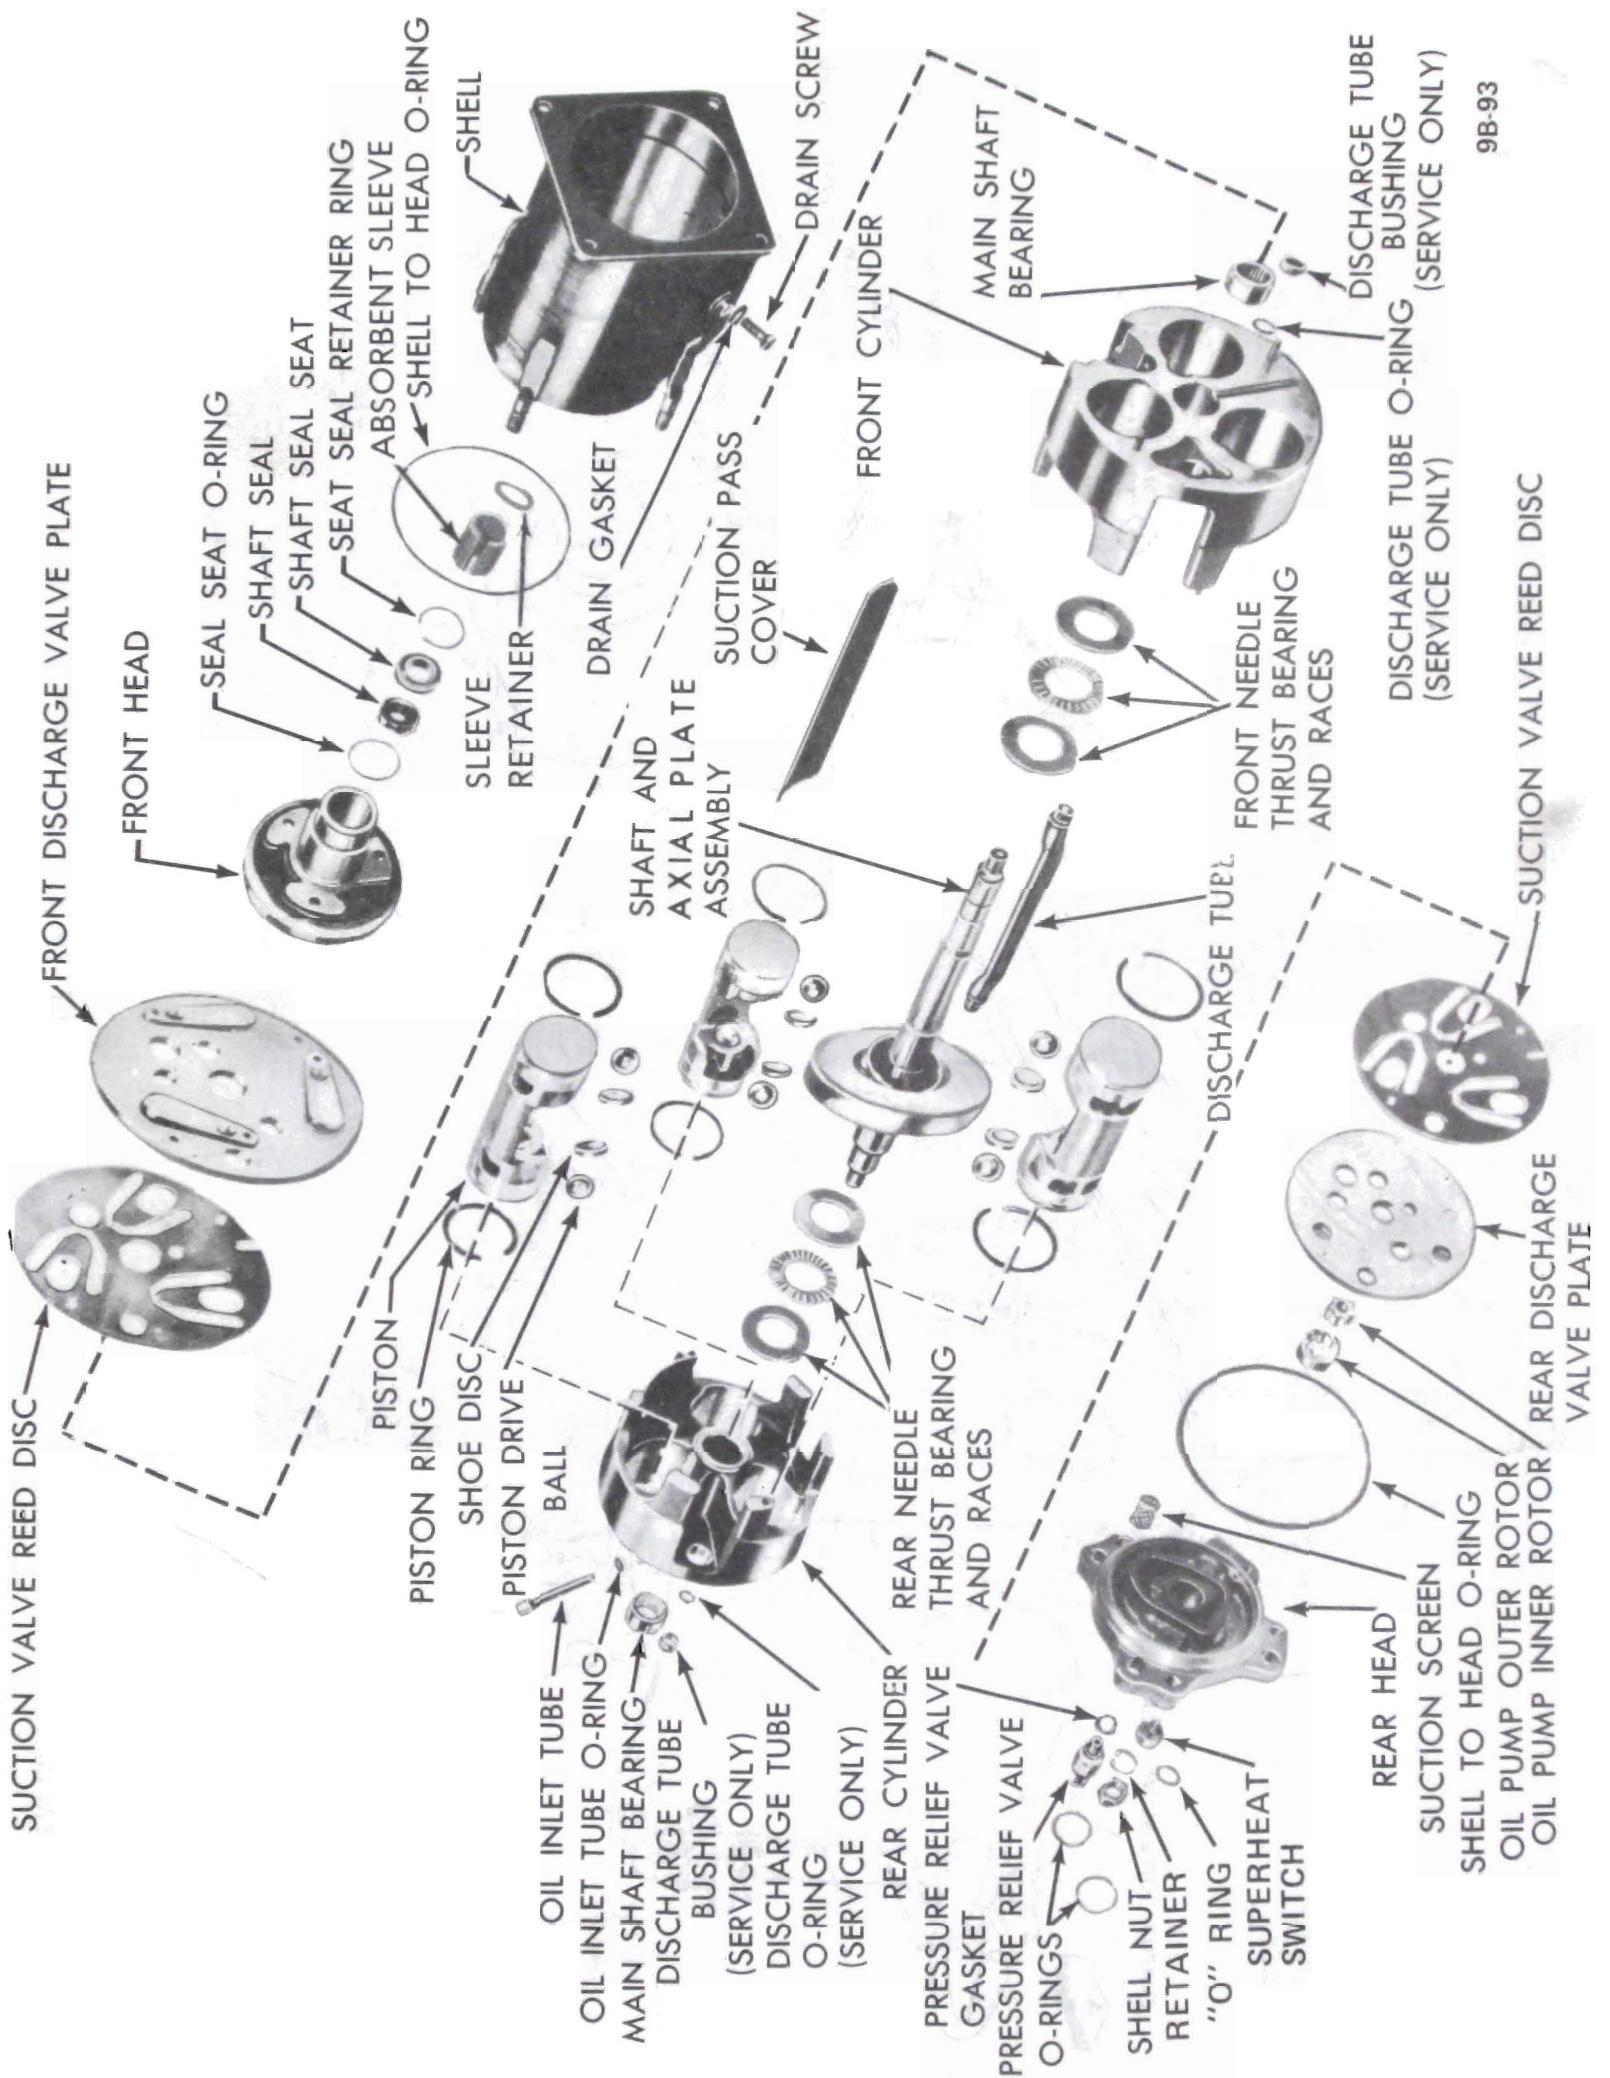 SUCTION VALVE REED DISC
FRONT DISCHARGE VALVE PLATE
FRONT HEAD
SEAL SEAT O-RING
SHAFT SEAL
SHAFT SEAL SEAT
SEAT SEAL RETAINER RING
ABSORBENT SLEEVE
SHELL TO HEAD O-RING
SHELL
SLEEVE
RETAINER
DRAIN GASKET
DRAIN SCREW
PISTON
PISTON RING
SHOE DISC
PISTON DRIVE
BALL
SHAFT AND
AXIAL PLATE
ASSEMBLY
SUCTION PASS
COVER
FRONT CYLINDER
MAIN SHAFT
BEARING
OIL INLET TUBE
OIL INLET TUBE O-RING
MAIN SHAFT BEARING
DISCHARGE TUBE
BUSHING
(SERVICE ONLY)
DISCHARGE TUBE
O-RING
(SERVICE ONLY)
REAR CYLINDER
REAR NEEDLE
THRUST BEARING
AND RACES
DISCHARGE TUBE
FRONT NEEDLE
THRUST BEARING
AND RACES
DISCHARGE TUBE
BUSHING
(SERVICE ONLY)
DISCHARGE TUBE O-RING
(SERVICE ONLY)
PRESSURE RELIEF VALVE
GASKET
PRESSURE RELIEF VALVE
O-RINGS
SHELL NUT
RETAINER
"O" RING
SUPERHEAT
SWITCH
REAR HEAD
SUCTION SCREEN
SHELL TO HEAD O-RING
OIL PUMP OUTER ROTOR
OIL PUMP INNER ROTOR
REAR DISCHARGE
VALVE PLATE
SUCTION VALVE REED DISC
9B-93